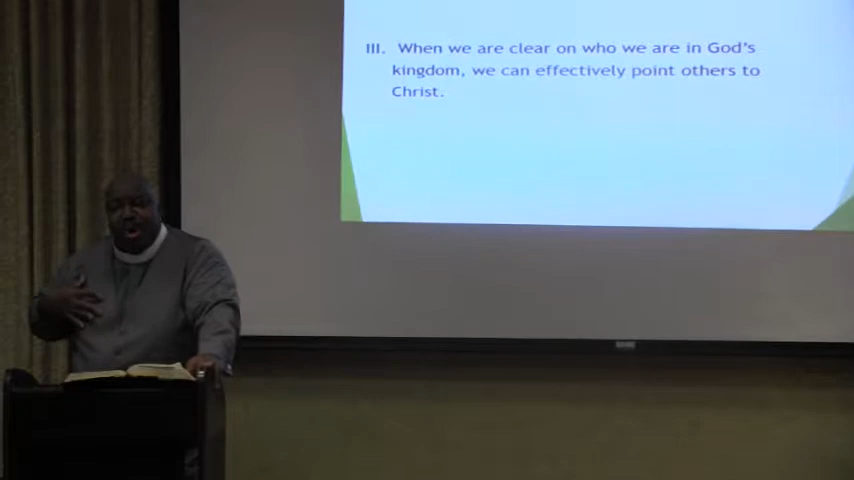 III. When we are clear on who we are in God's
kingdom, we can effectively point others to
Christ.